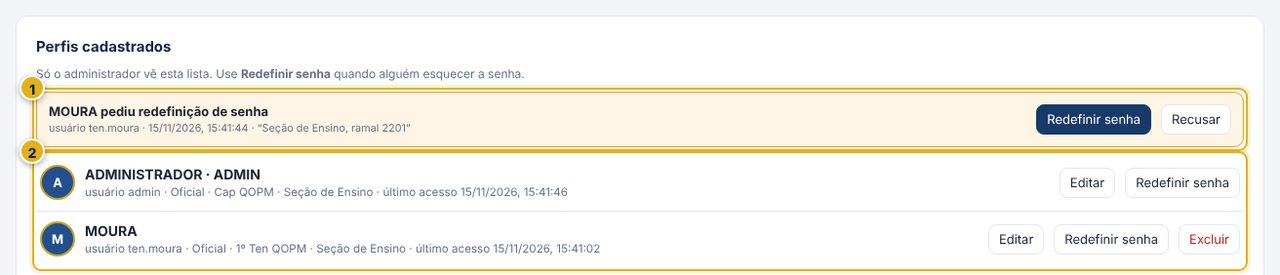 Perfis cadastrados
Só o administrador vê esta lista. Use Redefinir senha quando alguém esquecer a senha.
1
MOURA pediu redefinição de senha
usuário ten.moura · 15/11/2026, 15:41:44 · “Seção de Ensino, ramal 2201”
Redefinir senha
Recusar
2
A
ADMINISTRADOR · ADMIN
usuário admin · Oficial · Cap QOPM · Seção de Ensino · último acesso 15/11/2026, 15:41:46
Editar
Redefinir senha
M
MOURA
usuário ten.moura · Oficial · 1º Ten QOPM · Seção de Ensino · último acesso 15/11/2026, 15:41:02
Editar
Redefinir senha
Excluir